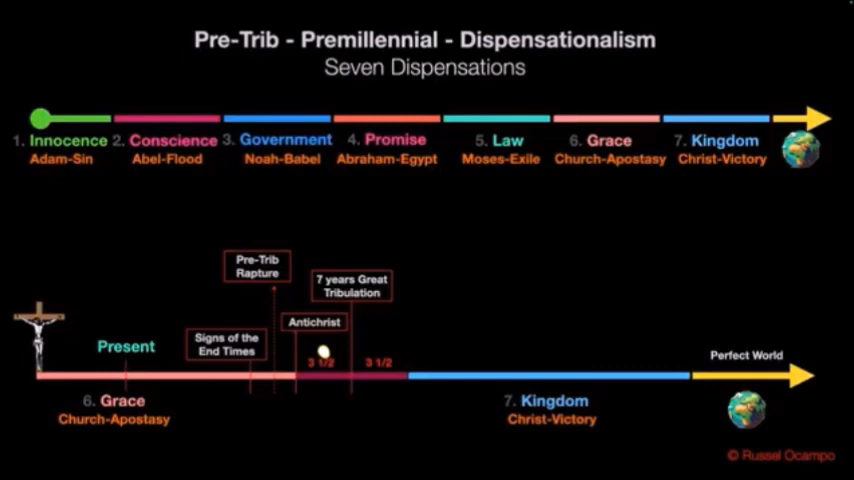 Pre-Trib - Premillennial - Dispensationalism
Seven Dispensations
1. Innocence 2. Conscience 3. Government 4. Promise 5. Law 6. Grace 7. Kingdom
Adam-Sin Abel-Flood Noah-Babel Abraham-Egypt Moses-Exile Church-Apostasy Christ-Victory
Pre-Trib
Rapture
7 years Great
Tribulation
Antichrist
Signs of the
End Times
Present
3 1/2 3 1/2
Perfect World
6. Grace
Church-Apostasy
7. Kingdom
Christ-Victory
© Russel Ocampo